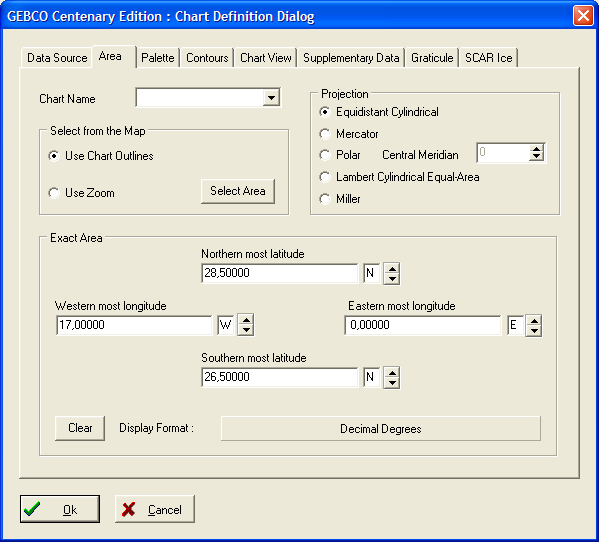 GEBCO Centenary Edition : Chart Definition Dialog
Data Source Area Palette Contours Chart View Supplementary Data Graticule SCAR Ice
Chart Name
Projection
Equidistant Cylindrical
Mercator
Polar Central Meridian 0
Lambert Cylindrical Equal-Area
Miller
Select from the Map
Use Chart Outlines
Use Zoom Select Area
Exact Area
Northern most latitude
28,50000 N
Western most longitude Eastern most longitude
17,00000 W 0,00000 E
Southern most latitude
26,50000 N
Clear Display Format : Decimal Degrees
Ok Cancel